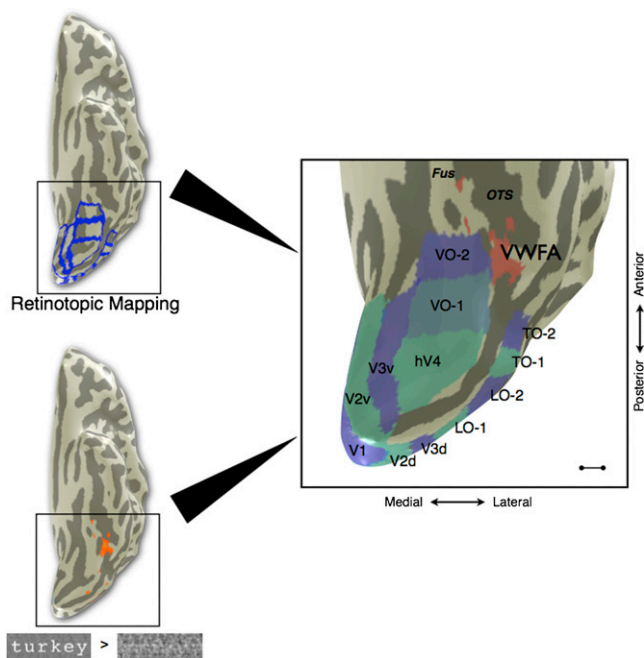 Retinotopic Mapping
turkey >
Fus
OTS
VWFA
VO-2
VO-1
hV4
V3v
V2v
V1
V2d
V3d
LO-1
LO-2
TO-1
TO-2
Anterior
Posterior
Medial
Lateral